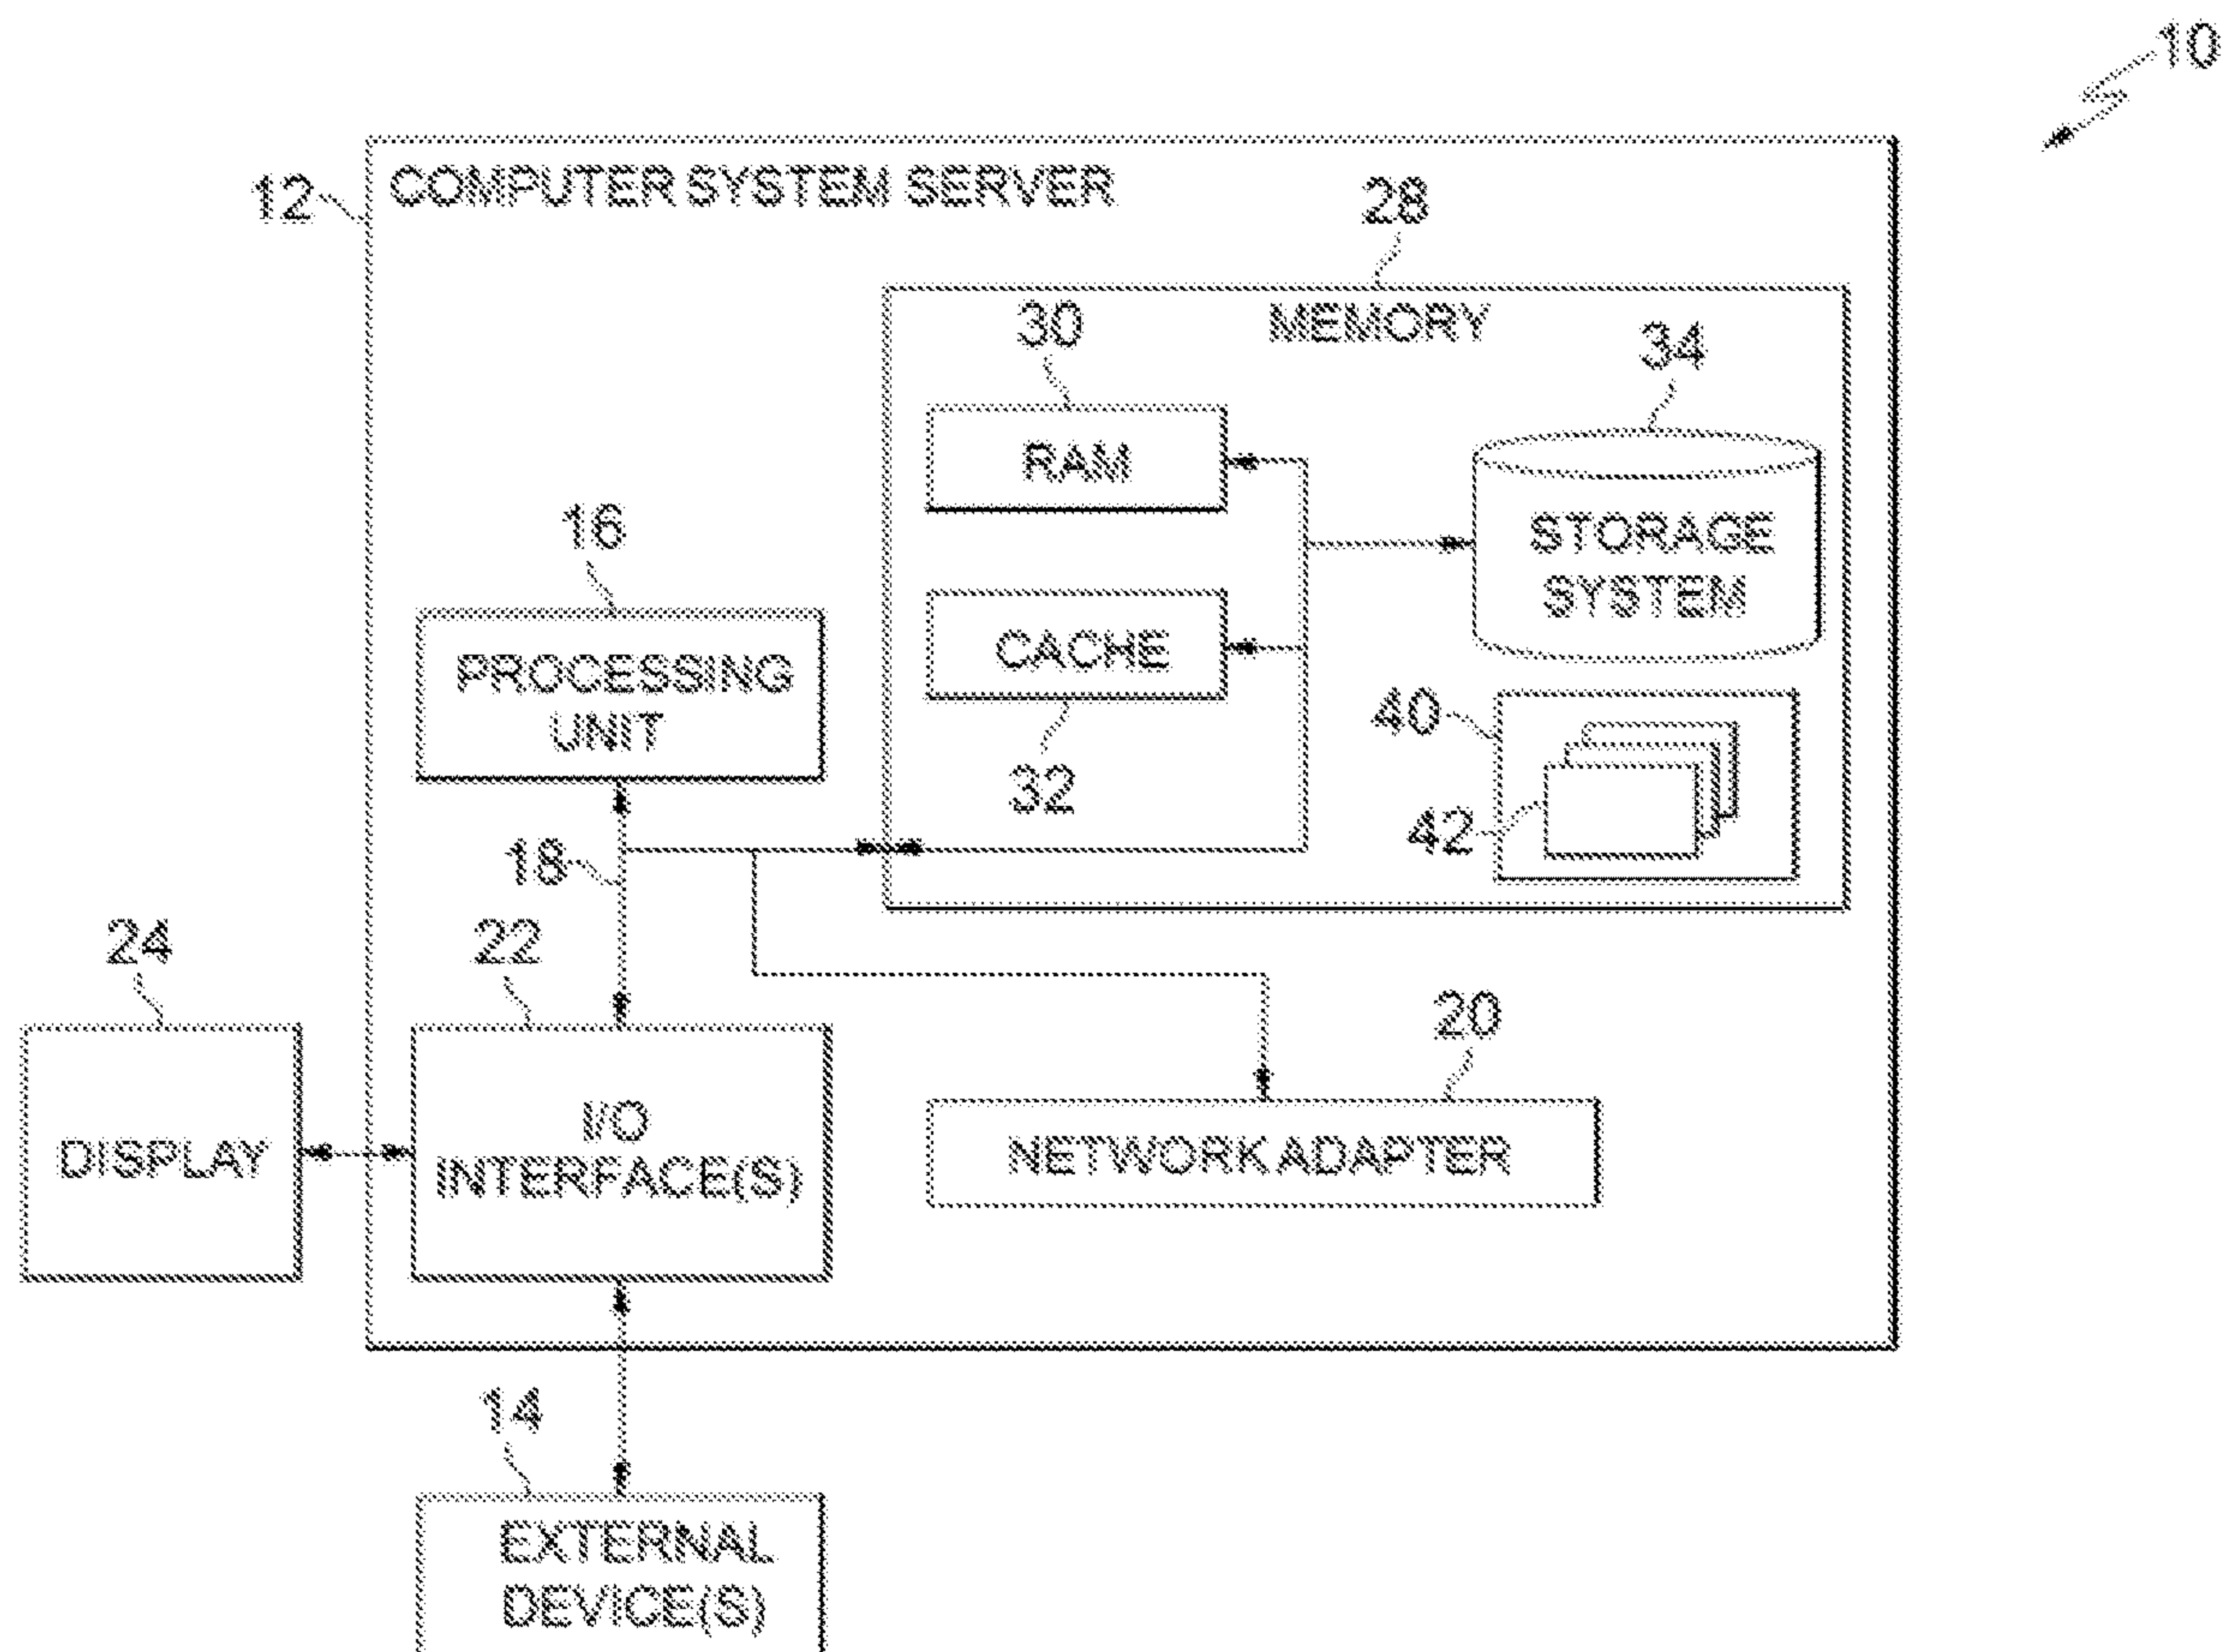 10
12
COMPUTER SYSTEM SERVER
28
MEMORY
30
34
RAM
STORAGE
SYSTEM
16
PROCESSING
UNIT
CACHE
32
40
42
18
24
22
20
DISPLAY
I/O
INTERFACE(S)
NETWORK ADAPTER
14
EXTERNAL
DEVICE(S)